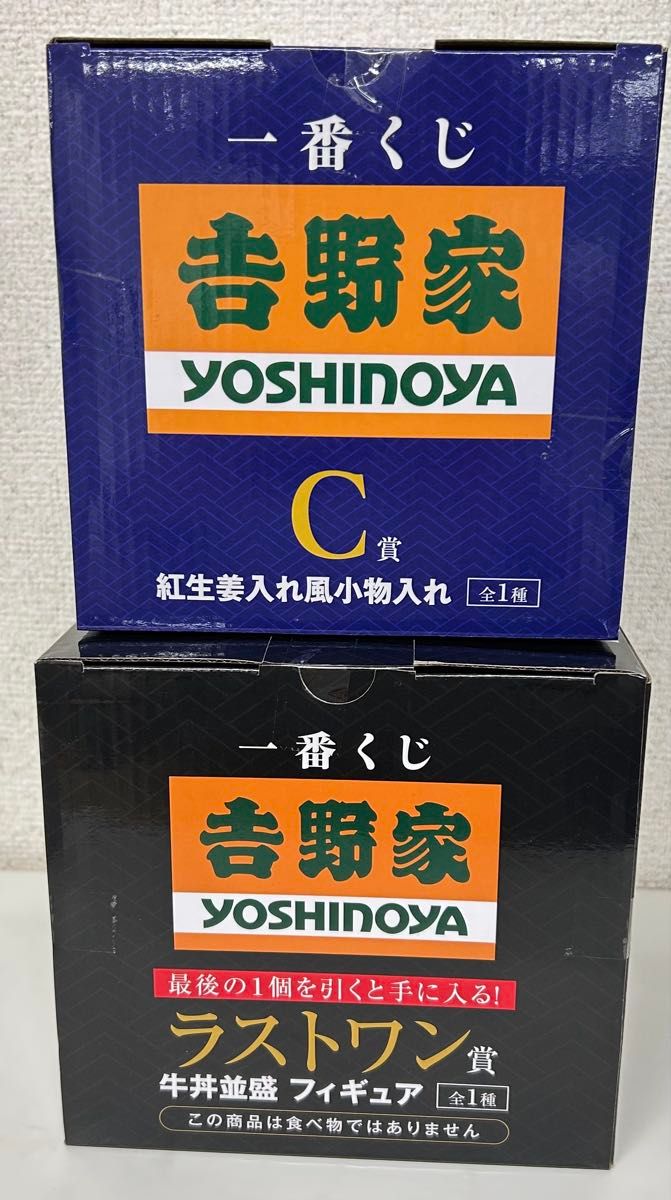 一番くじ
𠮷野家
YOSHINOYA
C賞
紅生姜入れ風小物入れ 全1種
一番くじ
𠮷野家
YOSHINOYA
最後の1個を引くと手に入る!
ラストワン賞
牛丼並盛 フィギュア 全1種
この商品は食べ物ではありません